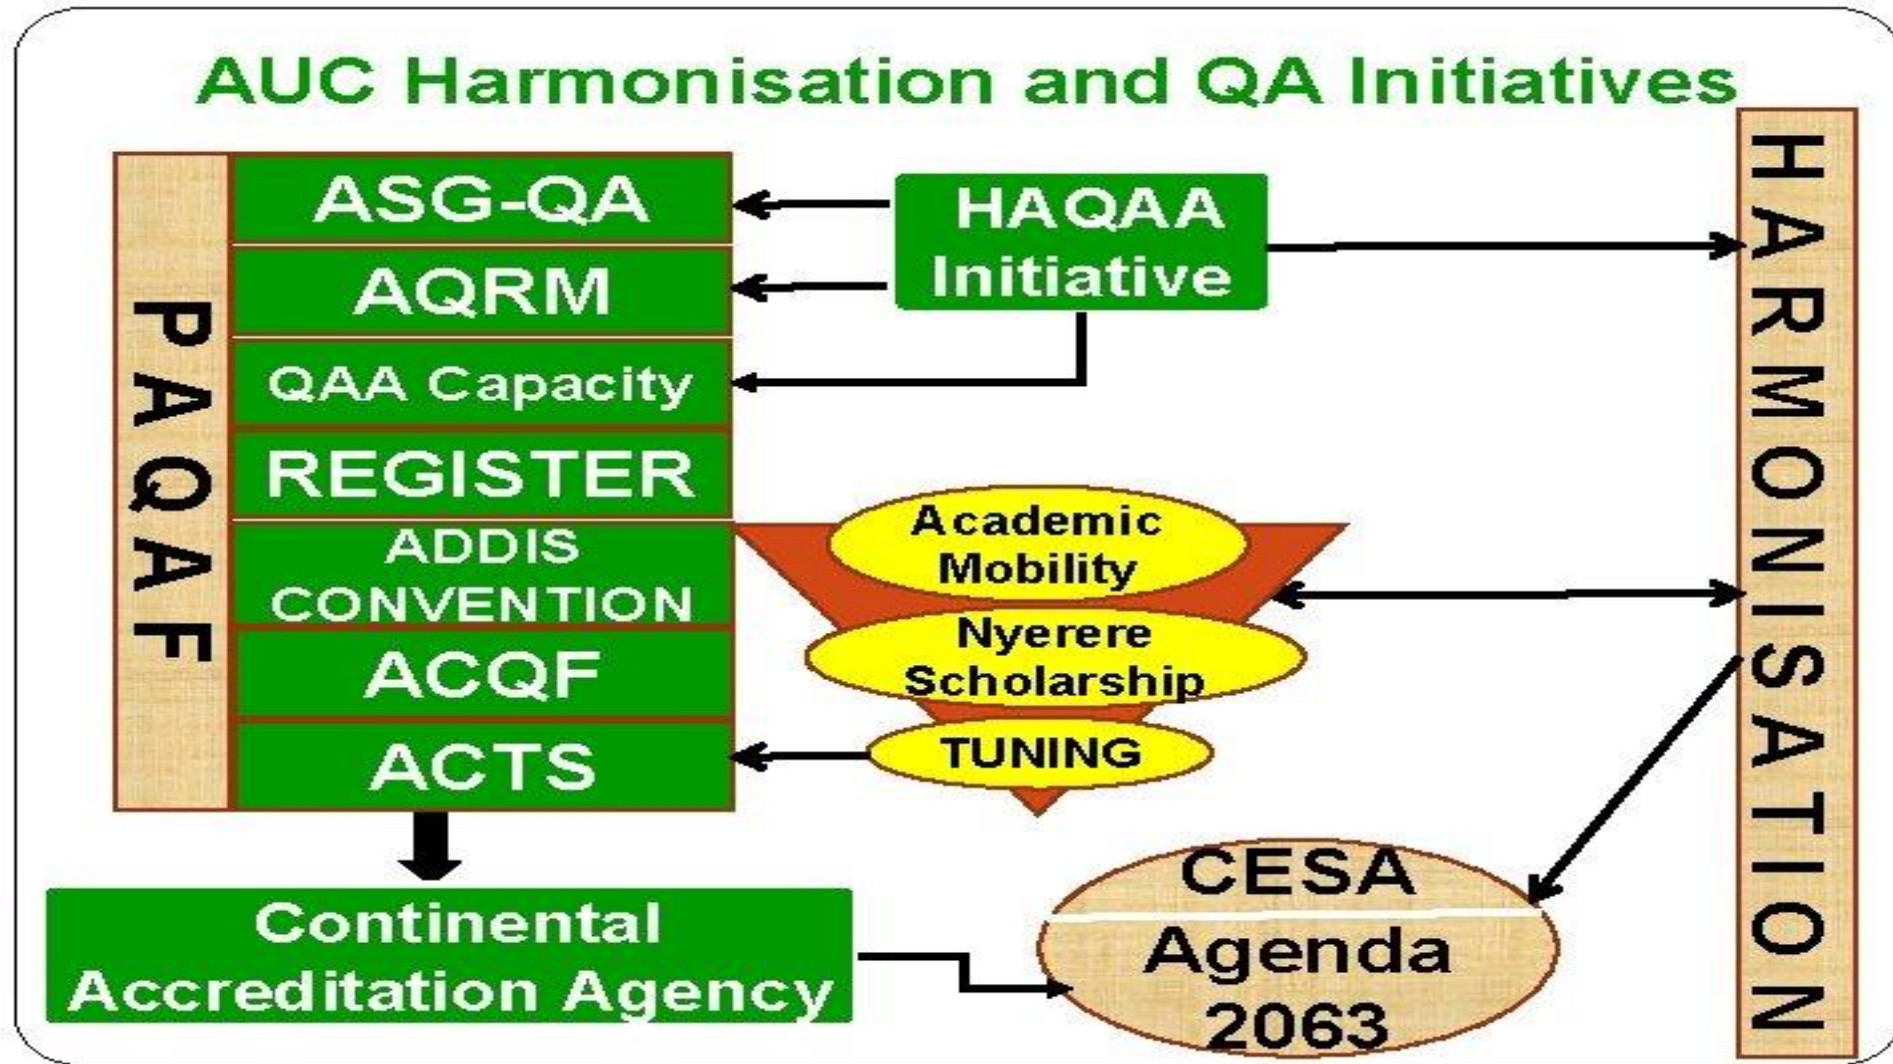 AUC Harmonisation and QA Initiatives
PAQAF
ASG-QA
AQRM
QAA Capacity
REGISTER
ADDIS
CONVENTION
ACQF
ACTS
HAQAA
Initiative
Academic
Mobility
Nyerere
Scholarship
TUNING
Continental
Accreditation Agency
CESA
Agenda
2063
HARMONISATION